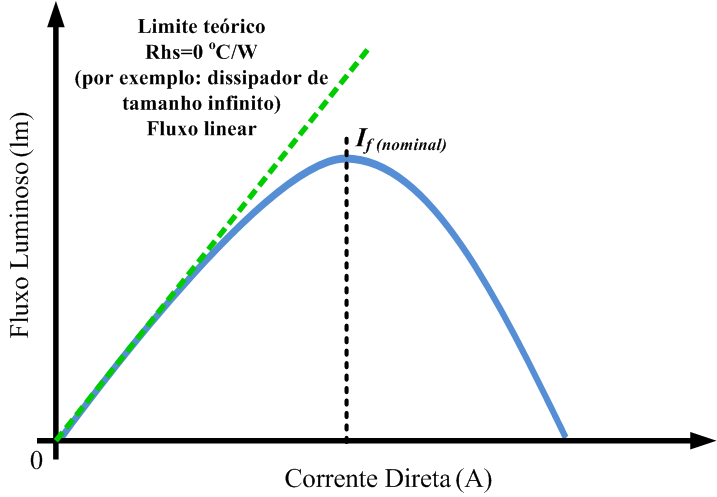 Limite teórico
Rhs=0 ºC/W
(por exemplo: dissipador de
tamanho infinito)
Fluxo linear
If (nominal)
Fluxo Luminoso (lm)
0
Corrente Direta (A)